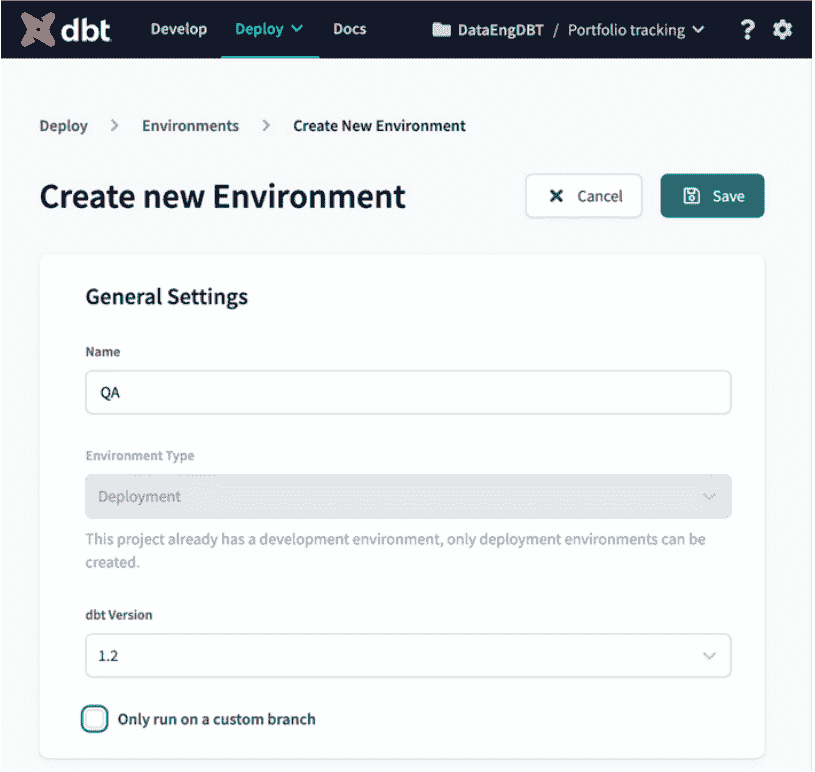 dbt Develop Deploy Docs DataEngDBT / Portfolio tracking ?
Deploy > Environments > Create New Environment
Create new Environment
Cancel Save
General Settings
Name
QA
Environment Type
Deployment
This project already has a development environment, only deployment environments can be
created.
dbt Version
1.2
Only run on a custom branch